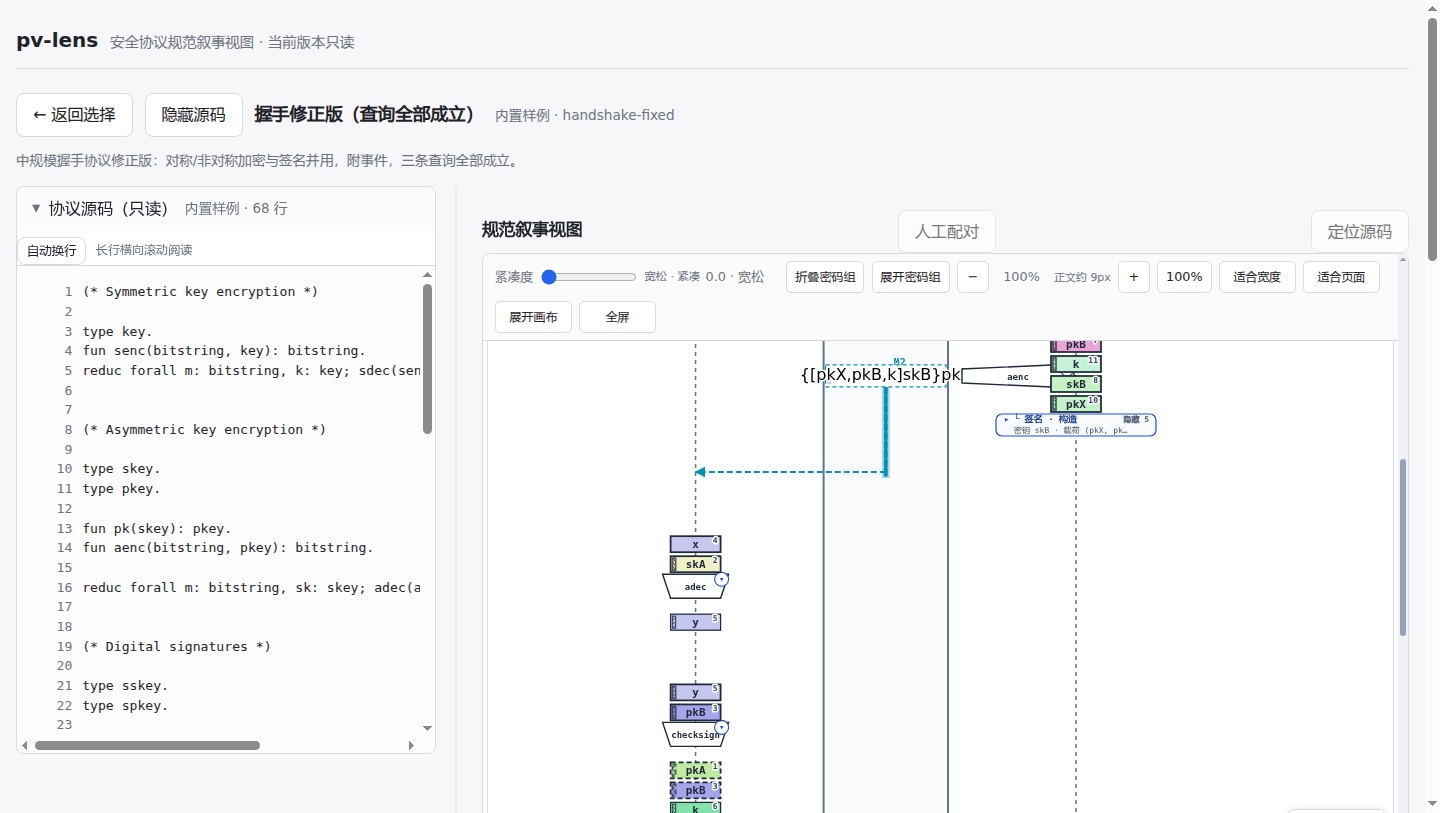 pv-lens 安全协议规范叙事视图 · 当前版本只读
← 返回选择 隐藏源码 握手修正版（查询全部成立） 内置样例 · handshake-fixed
中规模握手协议修正版：对称/非对称加密与签名并用，附事件，三条查询全部成立。
▼ 协议源码（只读） 内置样例 · 68 行
自动换行 长行横向滚动阅读
1 (* Symmetric key encryption *)
2
3 type key.
4 fun senc(bitstring, key): bitstring.
5 reduc forall m: bitstring, k: key; sdec(sen
6
7
8 (* Asymmetric key encryption *)
9
10 type skey.
11 type pkey.
12
13 fun pk(skey): pkey.
14 fun aenc(bitstring, pkey): bitstring.
15
16 reduc forall m: bitstring, sk: skey; adec(a
17
18
19 (* Digital signatures *)
20
21 type sskey.
22 type spkey.
23
规范叙事视图 人工配对 定位源码
紧凑度 宽松 · 紧凑 0.0 · 宽松 折叠密码组 展开密码组 − 100% 正文约 9px + 100% 适合宽度 适合页面
展开画布 全屏
pkB
M2
{[pkX,pkB,k]skB}pk
aenc
k 11
skB 8
pkX 10
▸ └ 签名 · 构造 隐藏 5
密钥 skB · 载荷 (pkX, pk…
x 4
skA 2
adec
y 5
y 5
pkB 3
checksign
pkA 1
pkB 3
k 6